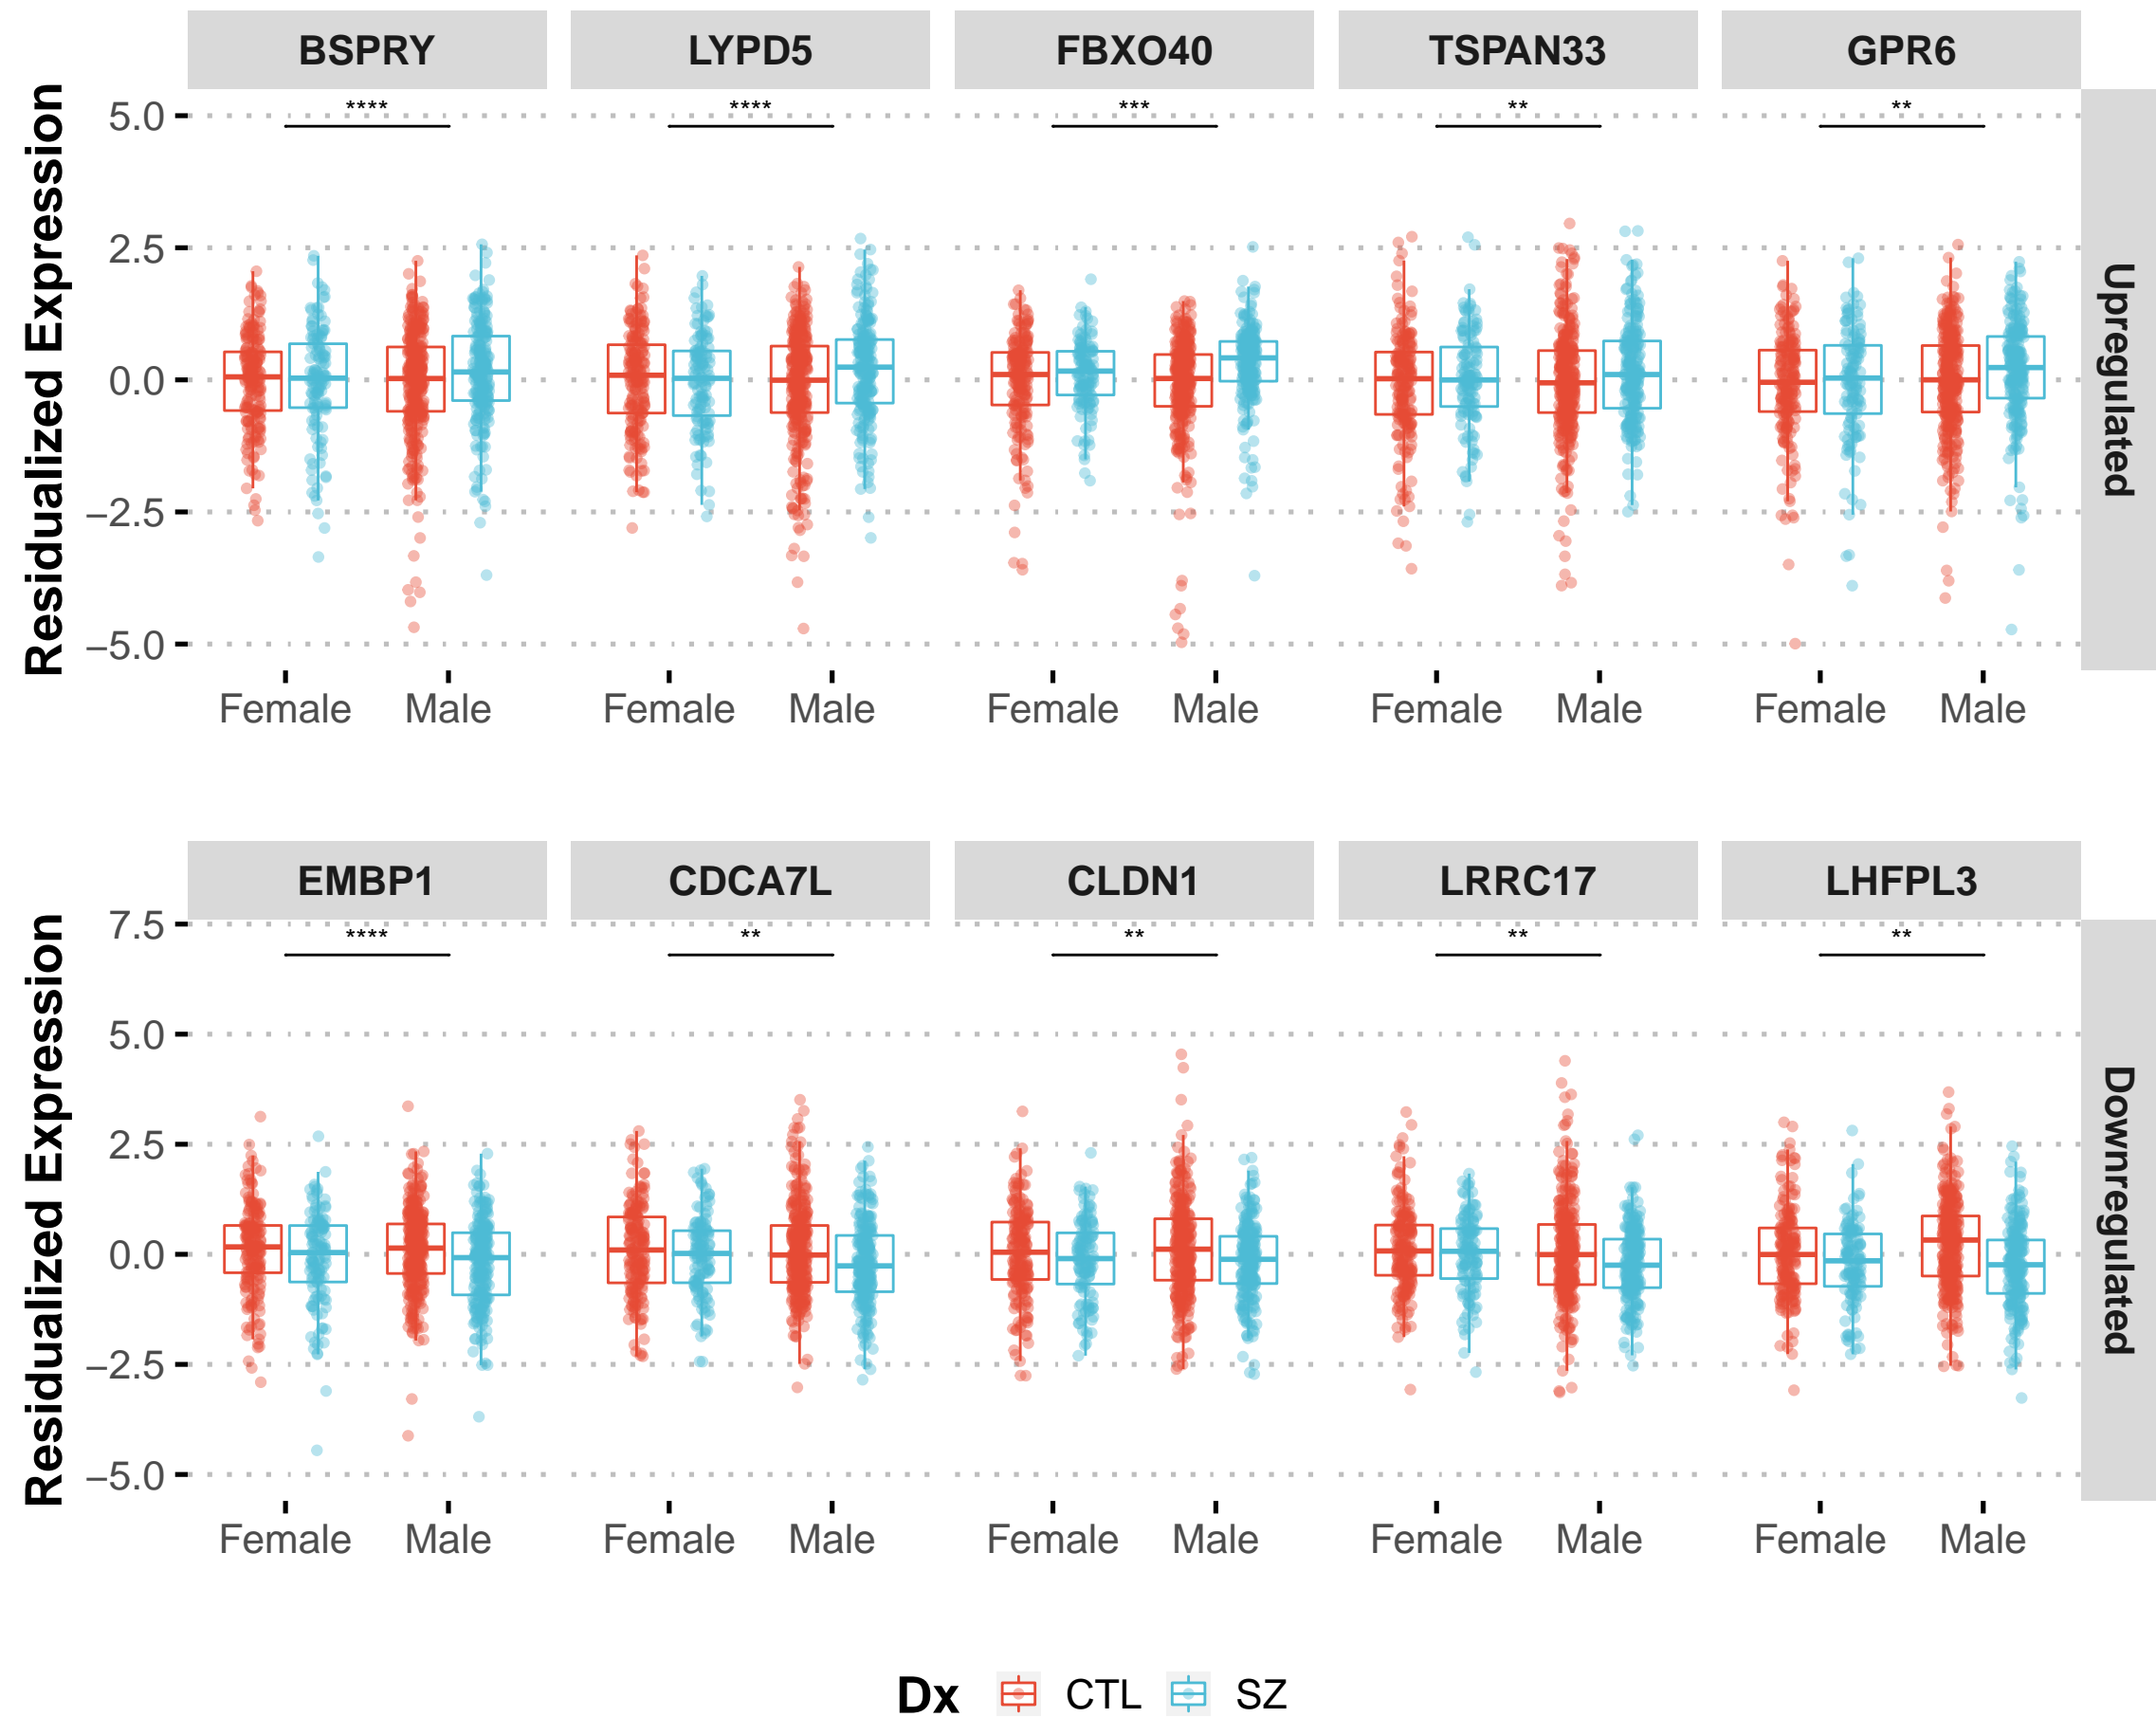 BSPRY LYPD5 FBXO40 TSPAN33 GPR6
**** **** *** ** **
Residualized Expression
5.0
2.5
0.0
−2.5
−5.0
Upregulated
Female Male Female Male Female Male Female Male Female Male
EMBP1 CDCA7L CLDN1 LRRC17 LHFPL3
**** ** ** ** **
Residualized Expression
7.5
5.0
2.5
0.0
−2.5
−5.0
Downregulated
Female Male Female Male Female Male Female Male Female Male
Dx CTL SZ